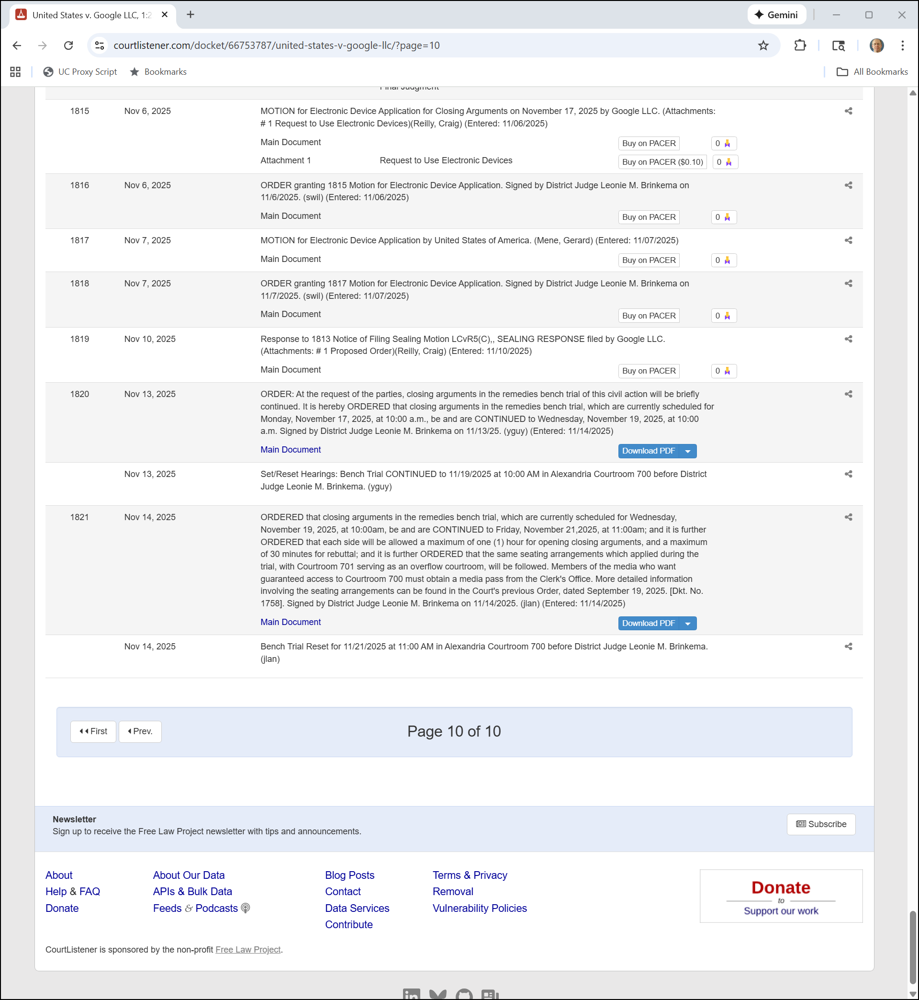 United States v. Google LLC, 1:2
Gemini
courtlistener.com/docket/66753787/united-states-v-google-llc/?page=10
UC Proxy Script
Bookmarks
All Bookmarks
Final Judgment
1815
Nov 6, 2025
MOTION for Electronic Device Application for Closing Arguments on November 17, 2025 by Google LLC. (Attachments:
# 1 Request to Use Electronic Devices)(Reilly, Craig) (Entered: 11/06/2025)
Main Document
Buy on PACER
0
Attachment 1
Request to Use Electronic Devices
Buy on PACER ($0.10)
0
1816
Nov 6, 2025
ORDER granting 1815 Motion for Electronic Device Application. Signed by District Judge Leonie M. Brinkema on
11/6/2025. (swil) (Entered: 11/06/2025)
Main Document
Buy on PACER
0
1817
Nov 7, 2025
MOTION for Electronic Device Application by United States of America. (Mene, Gerard) (Entered: 11/07/2025)
Main Document
Buy on PACER
0
1818
Nov 7, 2025
ORDER granting 1817 Motion for Electronic Device Application. Signed by District Judge Leonie M. Brinkema on
11/7/2025. (swil) (Entered: 11/07/2025)
Main Document
Buy on PACER
0
1819
Nov 10, 2025
Response to 1813 Notice of Filing Sealing Motion LCvR5(C),, SEALING RESPONSE filed by Google LLC.
(Attachments: # 1 Proposed Order)(Reilly, Craig) (Entered: 11/10/2025)
Main Document
Buy on PACER
0
1820
Nov 13, 2025
ORDER: At the request of the parties, closing arguments in the remedies bench trial of this civil action will be briefly
continued. It is hereby ORDERED that closing arguments in the remedies bench trial, which are currently scheduled for
Monday, November 17, 2025, at 10:00 a.m., be and are CONTINUED to Wednesday, November 19, 2025, at 10:00
a.m. Signed by District Judge Leonie M. Brinkema on 11/13/25. (yguy) (Entered: 11/14/2025)
Main Document
Download PDF
Nov 13, 2025
Set/Reset Hearings: Bench Trial CONTINUED to 11/19/2025 at 10:00 AM in Alexandria Courtroom 700 before District
Judge Leonie M. Brinkema. (yguy)
1821
Nov 14, 2025
ORDERED that closing arguments in the remedies bench trial, which are currently scheduled for Wednesday,
November 19, 2025, at 10:00am, be and are CONTINUED to Friday, November 21,2025, at 11:00am; and it is further
ORDERED that each side will be allowed a maximum of one (1) hour for opening closing arguments, and a maximum
of 30 minutes for rebuttal; and it is further ORDERED that the same seating arrangements which applied during the
trial, with Courtroom 701 serving as an overflow courtroom, will be followed. Members of the media who want
guaranteed access to Courtroom 700 must obtain a media pass from the Clerk's Office. More detailed information
involving the seating arrangements can be found in the Court's previous Order, dated September 19, 2025. [Dkt. No.
1758]. Signed by District Judge Leonie M. Brinkema on 11/14/2025. (jlan) (Entered: 11/14/2025)
Main Document
Download PDF
Nov 14, 2025
Bench Trial Reset for 11/21/2025 at 11:00 AM in Alexandria Courtroom 700 before District Judge Leonie M. Brinkema.
(jlan)
First
Prev.
Page 10 of 10
Newsletter
Sign up to receive the Free Law Project newsletter with tips and announcements.
Subscribe
About
Help & FAQ
Donate
About Our Data
APIs & Bulk Data
Feeds & Podcasts
Blog Posts
Contact
Data Services
Contribute
Terms & Privacy
Removal
Vulnerability Policies
Donate
to
Support our work
CourtListener is sponsored by the non-profit Free Law Project.